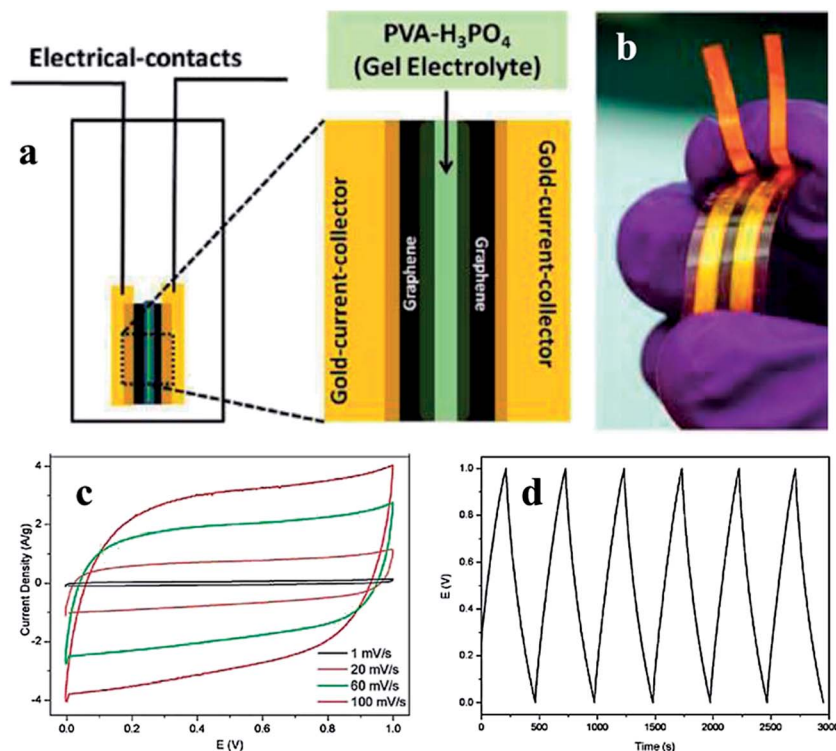 a
Electrical-contacts
PVA-H₃PO₄
(Gel Electrolyte)
Gold-current-collector
Graphene
Graphene
Gold-current-collector
b
c
Current Density (A/g)
4
2
0
-2
-4
1 mV/s
20 mV/s
60 mV/s
100 mV/s
0.0 0.2 0.4 0.6 0.8 1.0
E (V)
d
E (V)
1.0
0.8
0.6
0.4
0.2
0.0
0 500 1000 1500 2000 2500 3000
Time (s)